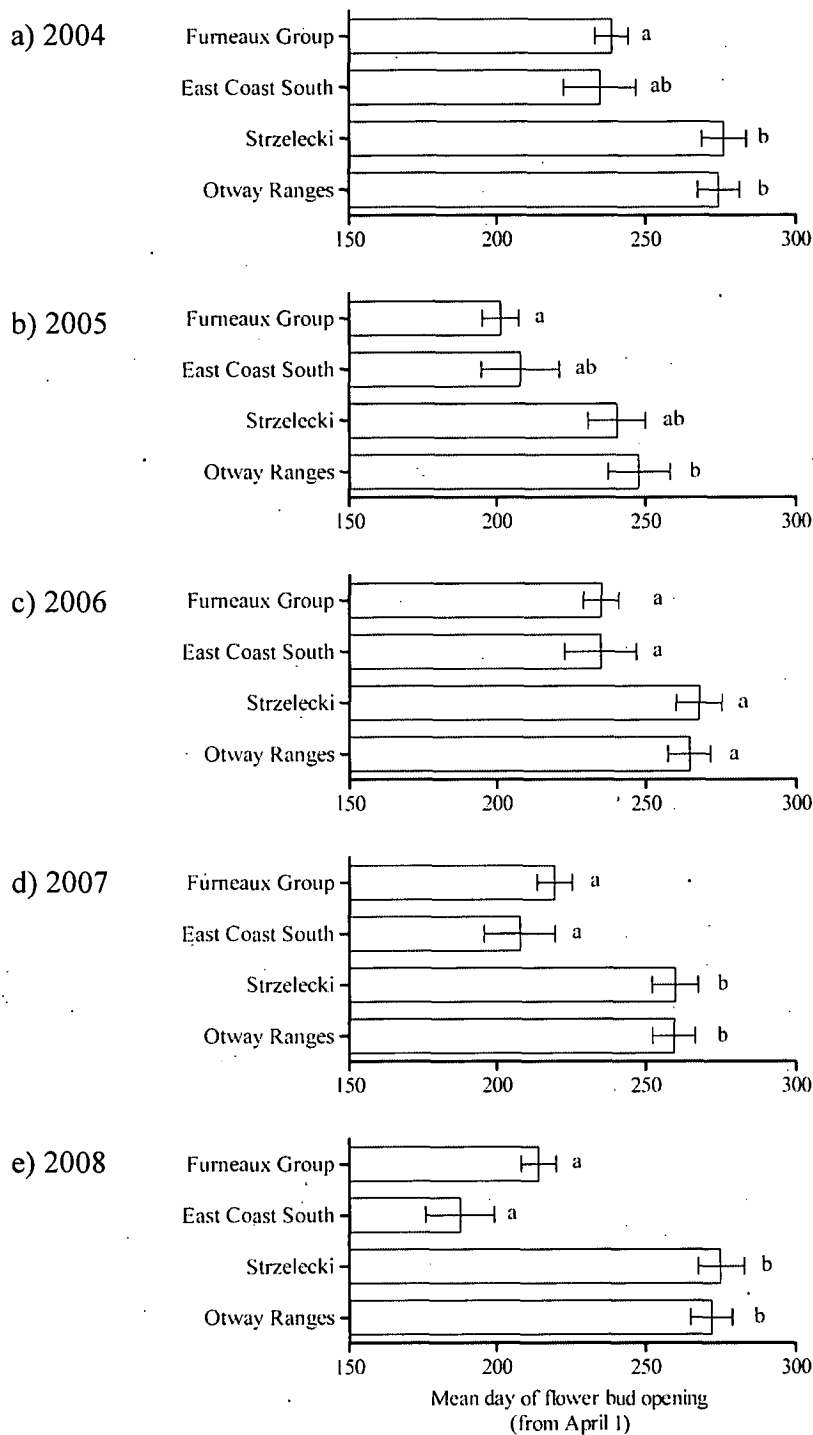 a) 2004
Furneaux Group a
East Coast South ab
Strzelecki b
Otway Ranges b
150 200 250 300
b) 2005
Furneaux Group a
East Coast South ab
Strzelecki ab
Otway Ranges b
150 200 250 300
c) 2006
Furneaux Group a
East Coast South a
Strzelecki a
Otway Ranges a
150 200 250 300
d) 2007
Furneaux Group a
East Coast South a
Strzelecki b
Otway Ranges b
150 200 250 300
e) 2008
Furneaux Group a
East Coast South a
Strzelecki b
Otway Ranges b
150 200 250 300
Mean day of flower bud opening
(from April 1)